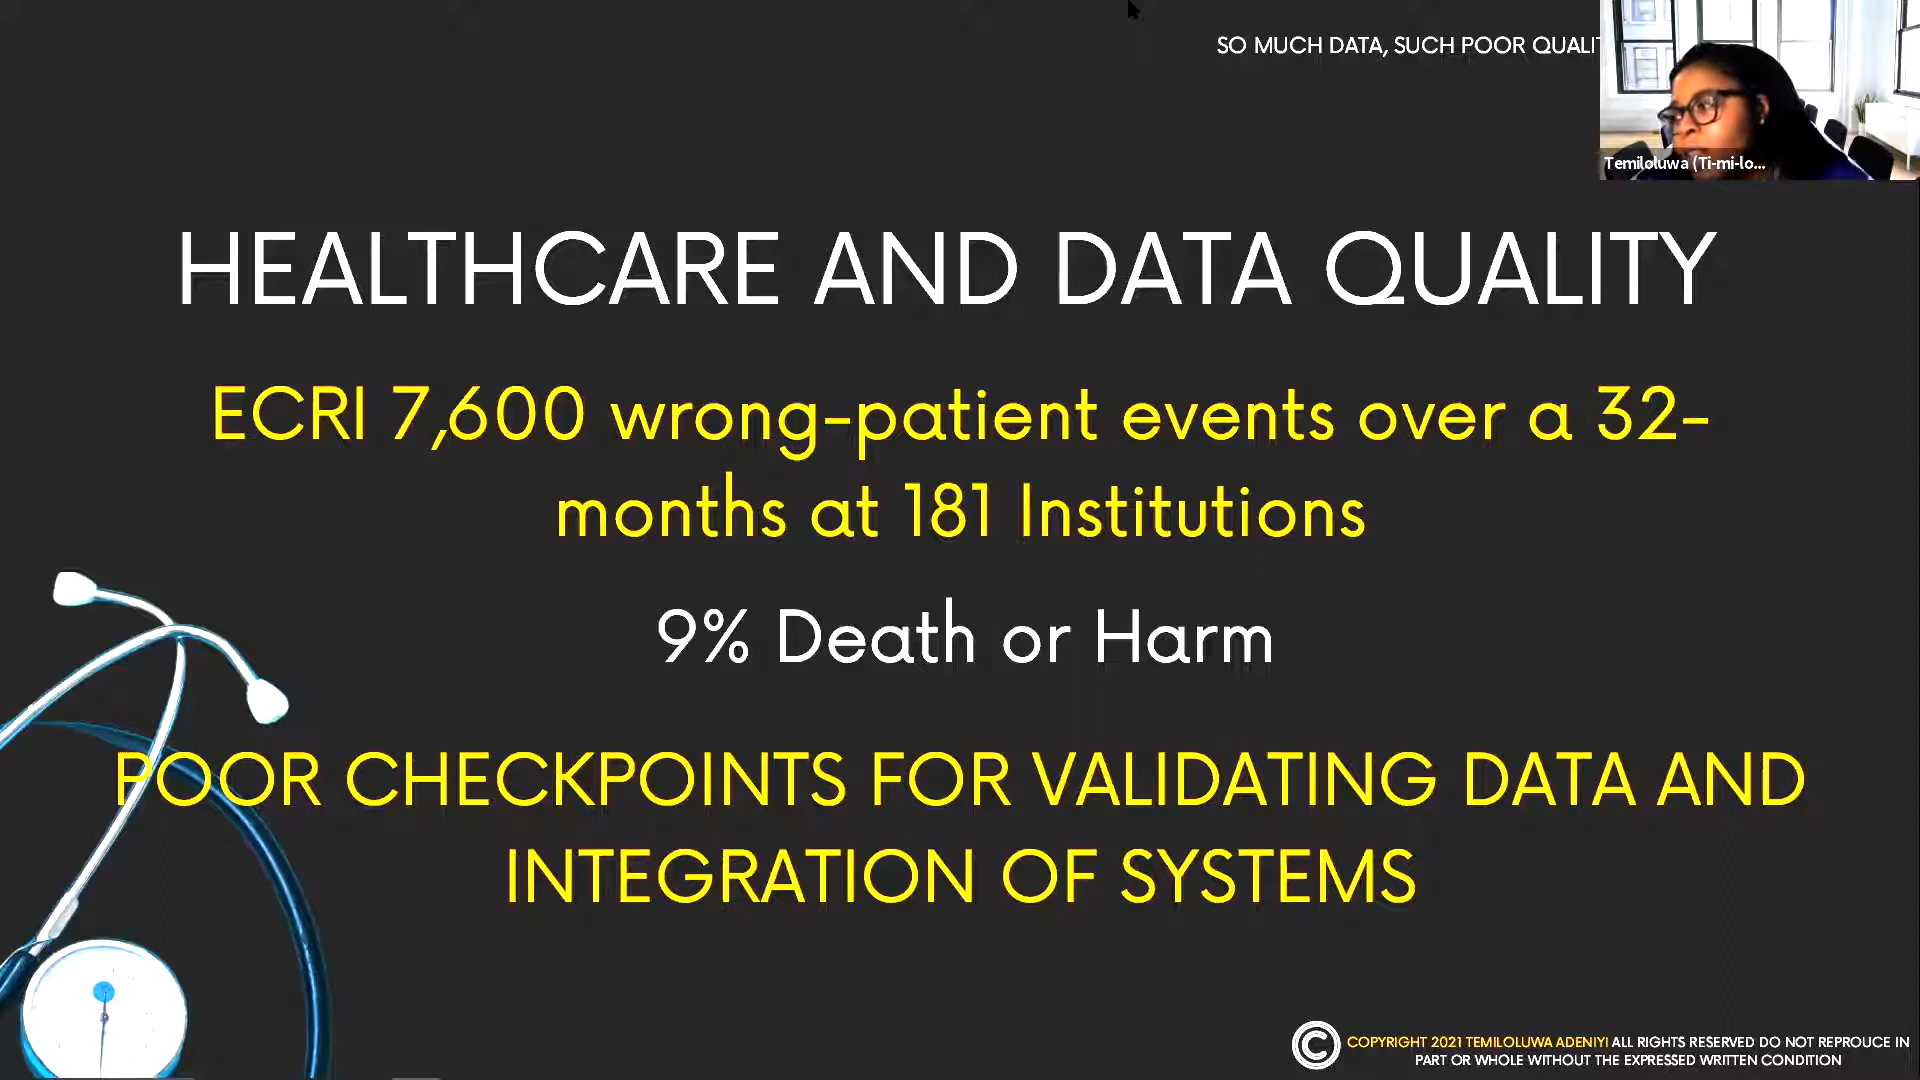 SO MUCH DATA, SUCH POOR
Temiloluwa (Ti-mi-lo...
HEALTHCARE AND DATA QUALITY
ECRI 7,600 wrong-patient events over a 32-
months at 181 Institutions
9% Death or Harm
POOR CHECKPOINTS FOR VALIDATING DATA AND
INTEGRATION OF SYSTEMS
© COPYRIGHT 2021 TEMILOLUWA ADENIYI ALL RIGHTS RESERVED DO NOT REPROUCE IN
PART OR WHOLE WITHOUT THE EXPRESSED WRITTEN CONDITION